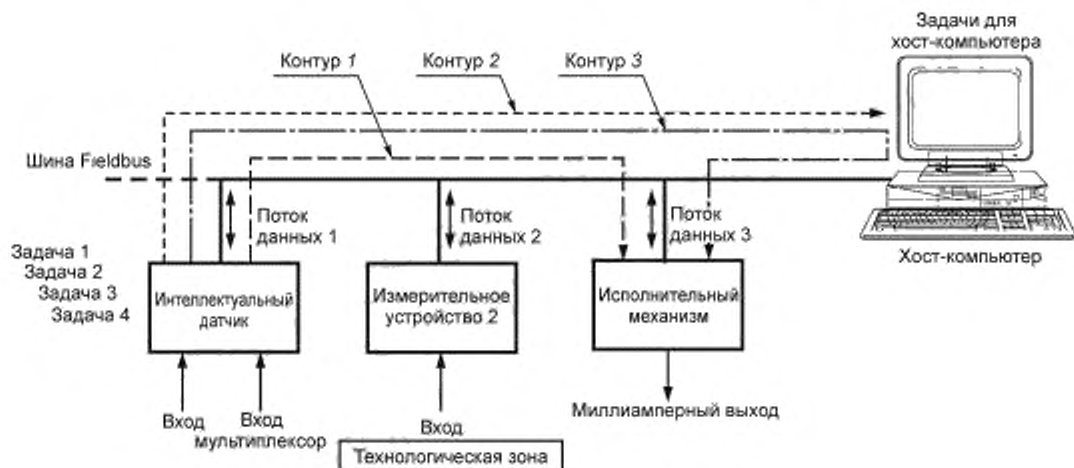 Задачи для
хост-компьютера
Контур 1
Контур 2
Контур 3
Шина Fieldbus
Поток
данных 1
Поток
данных 2
Поток
данных 3
Задача 1
Задача 2
Задача 3
Задача 4
Интеллектуальный
датчик
Измерительное
устройство 2
Исполнительный
механизм
Хост-компьютер
Вход
Вход
мультиплексор
Вход
Миллиамперный выход
Технологическая зона